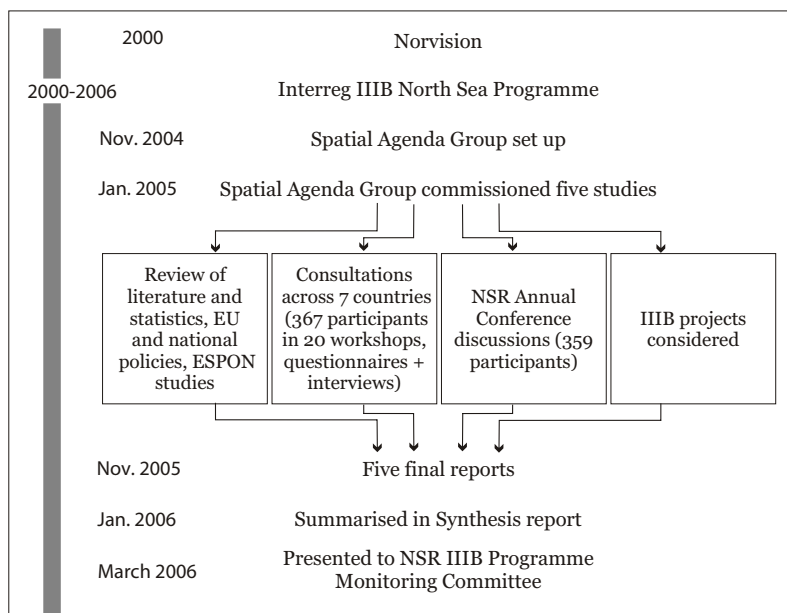 2000 Norvision
2000-2006 Interreg IIIB North Sea Programme
Nov. 2004 Spatial Agenda Group set up
Jan. 2005 Spatial Agenda Group commissioned five studies
Review of
literature and
statistics, EU
and national
policies, ESPON
studies
Consultations
across 7 countries
(367 participants
in 20 workshops,
questionnaires +
interviews)
NSR Annual
Conference
discussions (359
participants)
IIIB projects
considered
Nov. 2005 Five final reports
Jan. 2006 Summarised in Synthesis report
March 2006 Presented to NSR IIIB Programme
Monitoring Committee